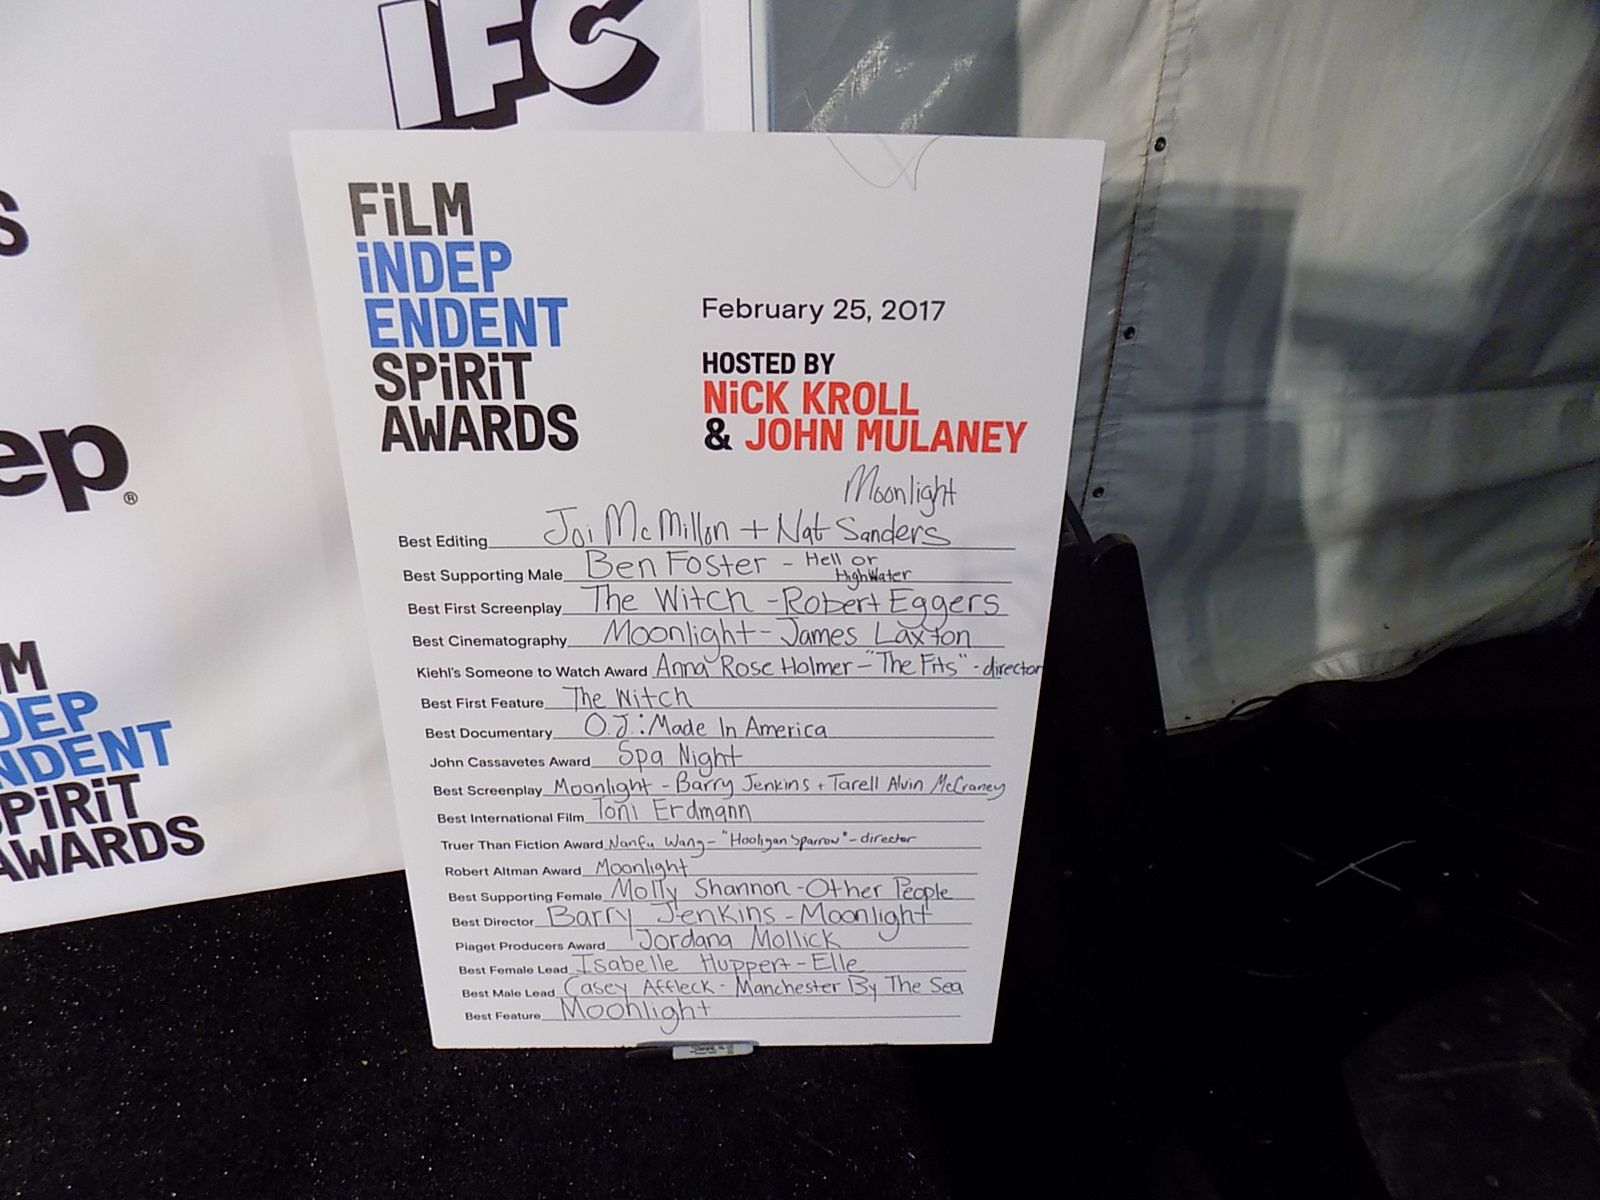 iFC
S
ep®
M
DEP
NDENT
SPiRiT
AWARDS
FiLM
iNDEP
ENDENT
SPiRiT
AWARDS
February 25, 2017
HOSTED BY
NiCK KROLL
& JOHN MULANEY
Moonlight
Best Editing Joi McMillon + Nat Sanders
Best Supporting Male Ben Foster - Hell or
HighWater
Best First Screenplay The Witch - Robert Eggers
Best Cinematography Moonlight - James Laxton
Kiehl's Someone to Watch Award Anna Rose Holmer - "The Fits" - director
Best First Feature The Witch
Best Documentary O.J.: Made In America
John Cassavetes Award Spa Night
Best Screenplay Moonlight - Barry Jenkins + Tarell Alvin McCraney
Best International Film Toni Erdmann
Truer Than Fiction Award Nanfu Wang - "Hooligan Sparrow" - director
Robert Altman Award Moonlight
Best Supporting Female Molly Shannon - Other People
Best Director Barry Jenkins - Moonlight
Piaget Producers Award Jordana Mollick
Best Female Lead Isabelle Huppert - Elle
Best Male Lead Casey Affleck - Manchester By The Sea
Best Feature Moonlight